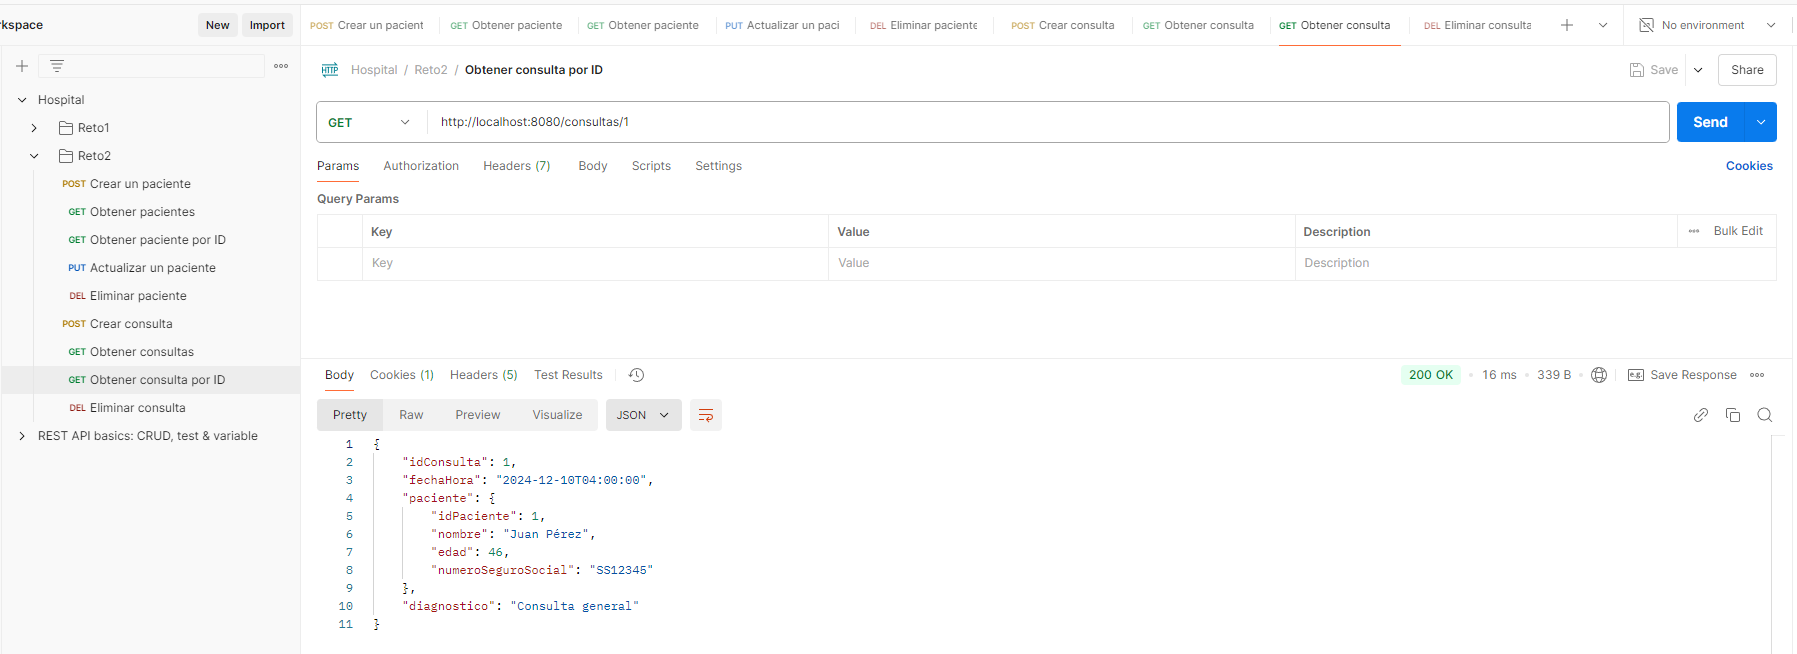 kspace New Import
POST Crear un pacient GET Obtener paciente GET Obtener paciente PUT Actualizar un paci DEL Eliminar paciente POST Crear consulta GET Obtener consulta GET Obtener consulta DEL Eliminar consulta No environment
HTTP Hospital / Reto2 / Obtener consulta por ID Save Share
Hospital
Reto1
Reto2
POST Crear un paciente
GET Obtener pacientes
GET Obtener paciente por ID
PUT Actualizar un paciente
DEL Eliminar paciente
POST Crear consulta
GET Obtener consultas
GET Obtener consulta por ID
DEL Eliminar consulta
REST API basics: CRUD, test & variable
GET http://localhost:8080/consultas/1 Send
Params Authorization Headers (7) Body Scripts Settings Cookies
Query Params
Key Value Description Bulk Edit
Key Value Description
Body Cookies (1) Headers (5) Test Results 200 OK • 16 ms • 339 B • e.g. Save Response
Pretty Raw Preview Visualize JSON
1 {
2 "idConsulta": 1,
3 "fechaHora": "2024-12-10T04:00:00",
4 "paciente": {
5 "idPaciente": 1,
6 "nombre": "Juan Pérez",
7 "edad": 46,
8 "numeroSeguroSocial": "SS12345"
9 },
10 "diagnostico": "Consulta general"
11 }